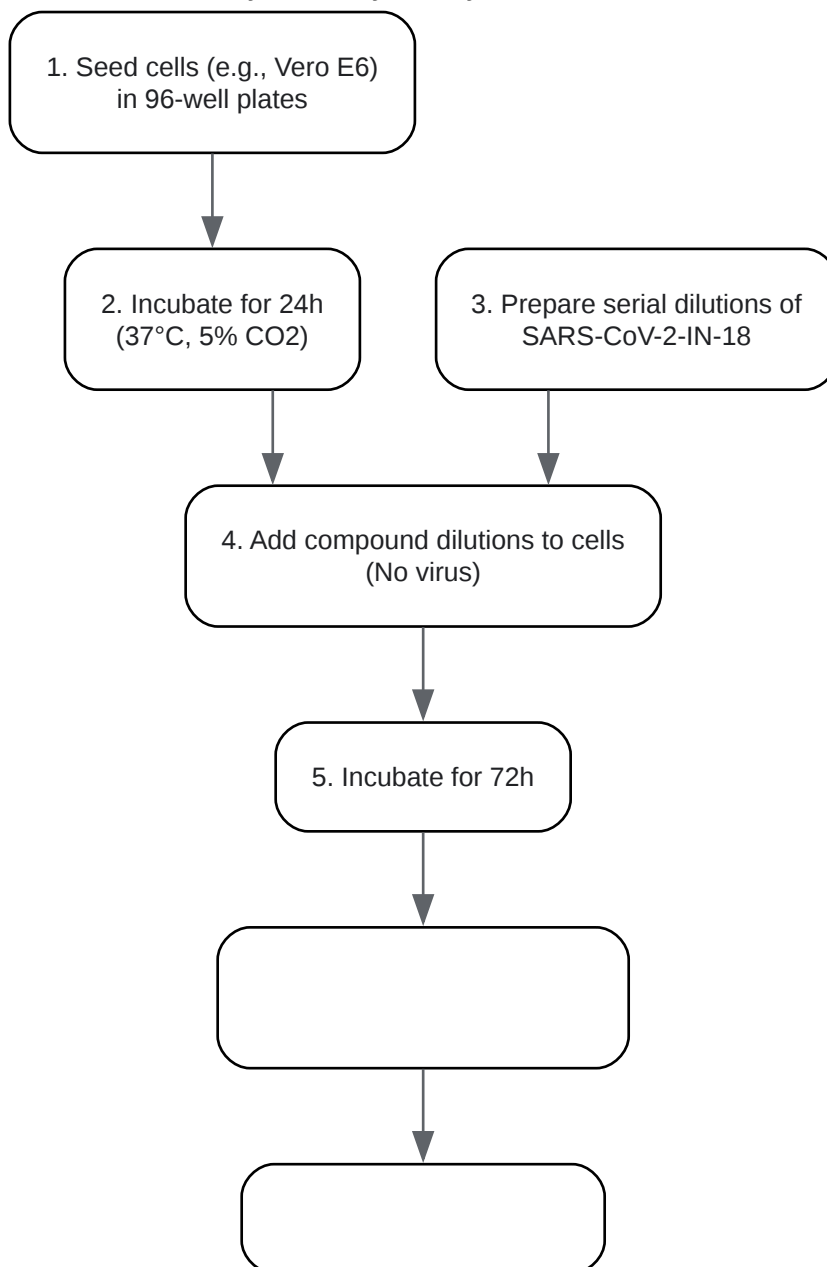 1. Seed cells (e.g., Vero E6)
in 96-well plates
2. Incubate for 24h
(37°C, 5% CO2)
3. Prepare serial dilutions of
SARS-CoV-2-IN-18
4. Add compound dilutions to cells
(No virus)
5. Incubate for 72h